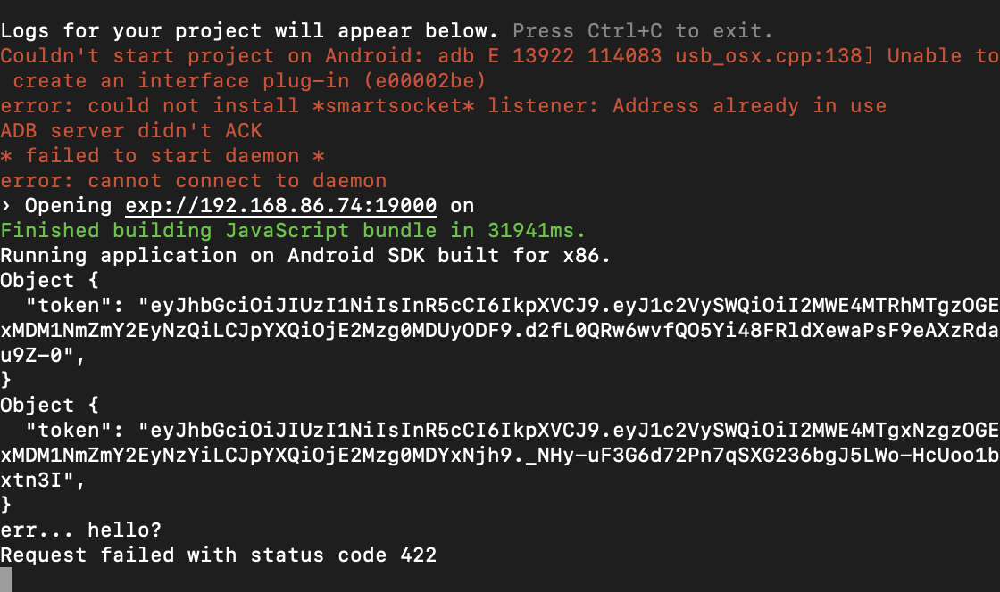 Logs for your project will appear below. Press Ctrl+C to exit.
Couldn't start project on Android: adb E 13922 114083 usb_osx.cpp:138] Unable to
 create an interface plug-in (e00002be)
error: could not install *smartsocket* listener: Address already in use
ADB server didn't ACK
* failed to start daemon *
error: cannot connect to daemon
› Opening exp://192.168.86.74:19000 on
Finished building JavaScript bundle in 31941ms.
Running application on Android SDK built for x86.
Object {
  "token": "eyJhbGciOiJIUzI1NiIsInR5cCI6IkpXVCJ9.eyJ1c2VySWQiOiI2MWE4MTRhMTgzOGE
xMDM1NmZmY2EyNzQiLCJpYXQiOjE2Mzg0MDUyODF9.d2fL0QRw6wvfQO5Yi48FRldXewaPsF9eAXzRda
u9Z-0",
}
Object {
  "token": "eyJhbGciOiJIUzI1NiIsInR5cCI6IkpXVCJ9.eyJ1c2VySWQiOiI2MWE4MTgxNzgzOGE
xMDM1NmZmY2EyNzYiLCJpYXQiOjE2Mzg0MDYxNjh9._NHy-uF3G6d72Pn7qSXG236bgJ5LWo-HcUoo1b
xtn3I",
}
err... hello?
Request failed with status code 422